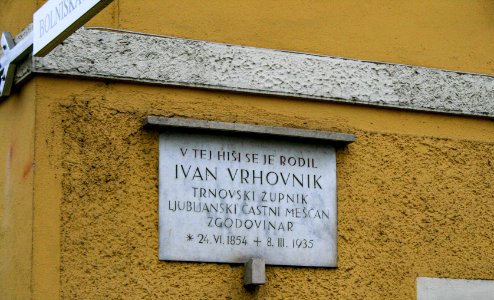 BOLNIŠKA
V TEJ HIŠI SE JE RODIL
IVAN VRHOVNIK
TRNOVSKI ŽUPNIK
LJUBLJANSKI ČASTNI MEŠČAN
ZGODOVINAR
* 24. VI. 1854 + 8. III. 1935